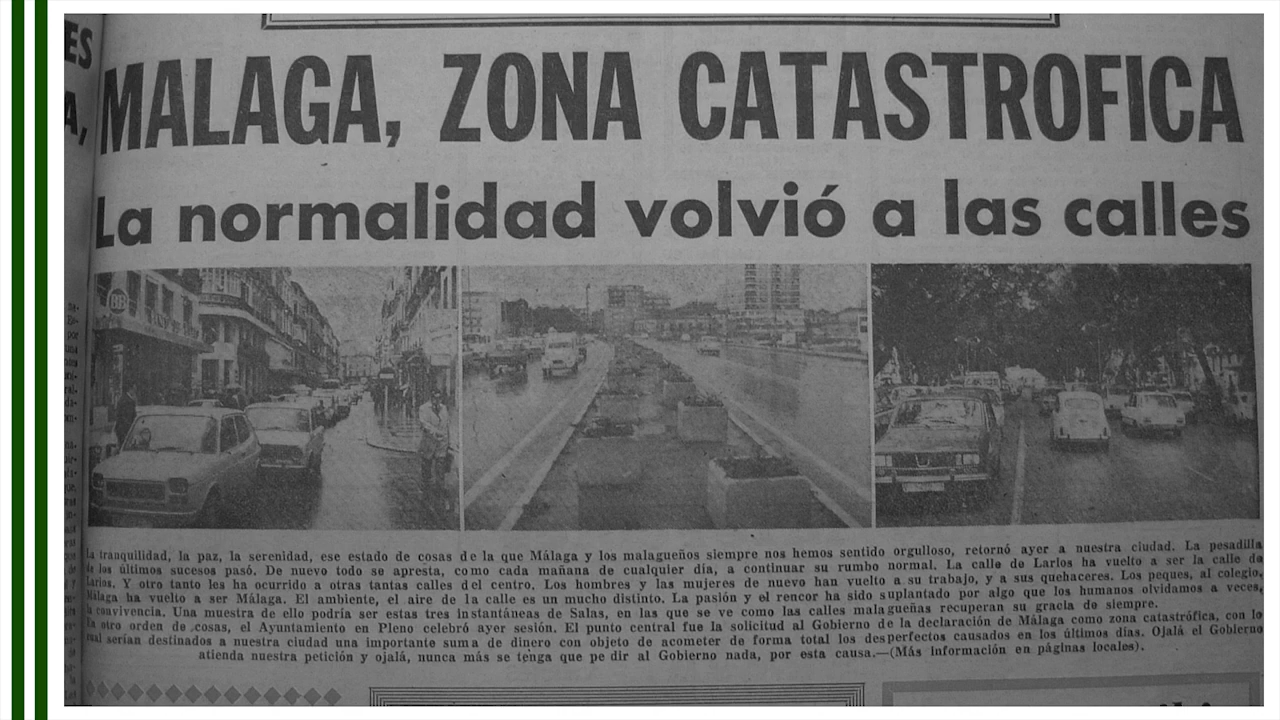 ES
A,
MALAGA, ZONA CATASTROFICA
La normalidad volvió a las calles
La tranquilidad, la paz, la serenidad, ese estado de cosas de la que Málaga y los malagueños siempre nos hemos sentido orgulloso, retornó ayer a nuestra ciudad. La pesadilla
de los últimos sucesos pasó. De nuevo todo se apresta, como cada mañana de cualquier día, a continuar su rumbo normal. La calle de Larlos ha vuelto a ser la calle de
Larios. Y otro tanto les ha ocurrido a otras tantas calles del centro. Los hombres y las mujeres de nuevo han vuelto a su trabajo, y a sus quehaceres. Los peques, al colegio.
Málaga ha vuelto a ser Málaga. El ambiente, el aire de la calle es un mucho distinto. La pasión y el rencor ha sido suplantado por algo que los humanos olvidamos a veces,
la convivencia. Una muestra de ello podría ser estas tres instantáneas de Salas, en las que se ve como las calles malagueñas recuperan su gracia de siempre.
En otro orden de cosas, el Ayuntamiento en Pleno celebró ayer sesión. El punto central fue la solicitud al Gobierno de la declaración de Málaga como zona catastrófica, con lo
cual serían destinados a nuestra ciudad una importante suma de dinero con objeto de acometer de forma total los desperfectos causados en los últimos días. Ojalá el Gobierno
atienda nuestra petición y ojalá, nunca más se tenga que pedir al Gobierno nada, por esta causa.—(Más información en páginas locales).